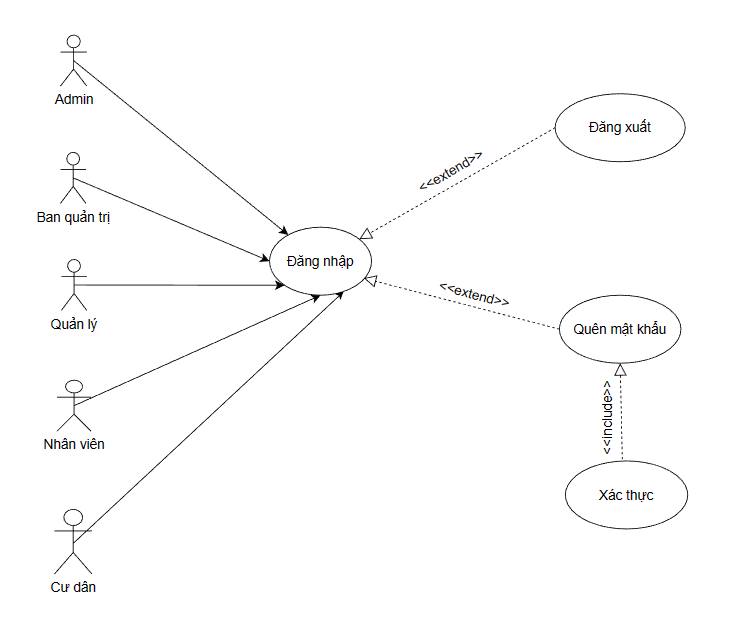 Admin
Ban quản trị
Quản lý
Nhân viên
Cư dân
Đăng nhập
<<extend>>
Đăng xuất
<<extend>>
Quên mật khẩu
<<include>>
Xác thực